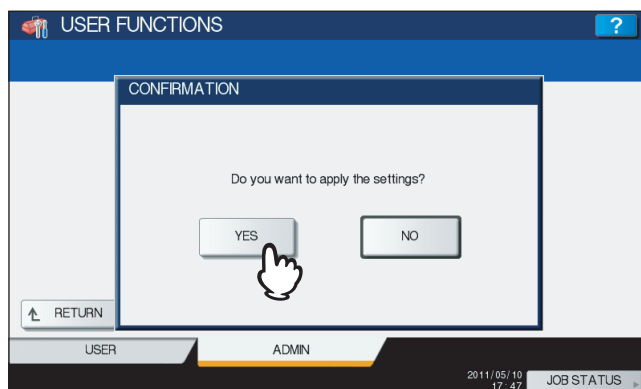 USER FUNCTIONS
?
CONFIRMATION
Do you want to apply the settings?
YES
NO
RETURN
USER
ADMIN
2011/05/10
17:47
JOB STATUS